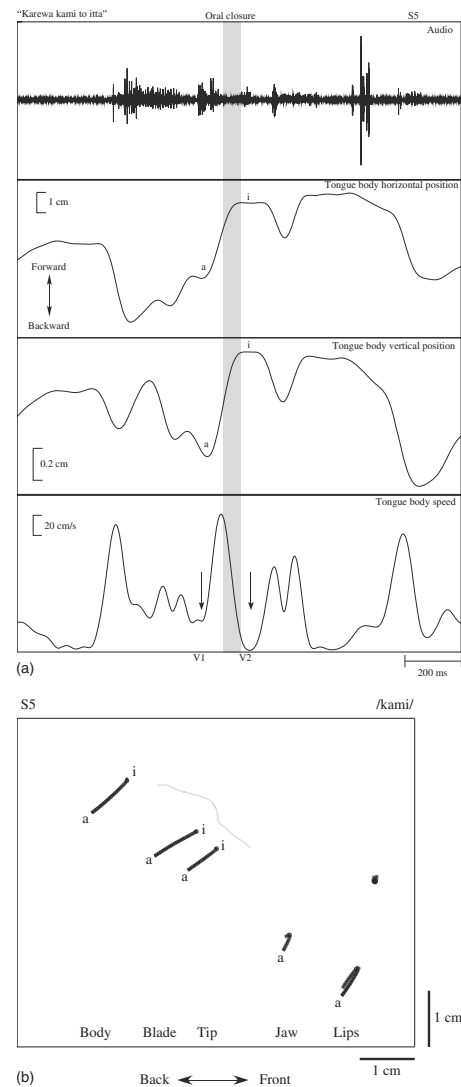 “Karewa kami to itta” Oral closure S5
Audio
Tongue body horizontal position
1 cm
i
a
Forward
Backward
Tongue body vertical position
i
a
0.2 cm
Tongue body speed
20 cm/s
V1 V2
200 ms
(a)
S5 /kami/
i
a
i
a
i
a
a
a
Body Blade Tip Jaw Lips
1 cm
1 cm
(b) Back Front